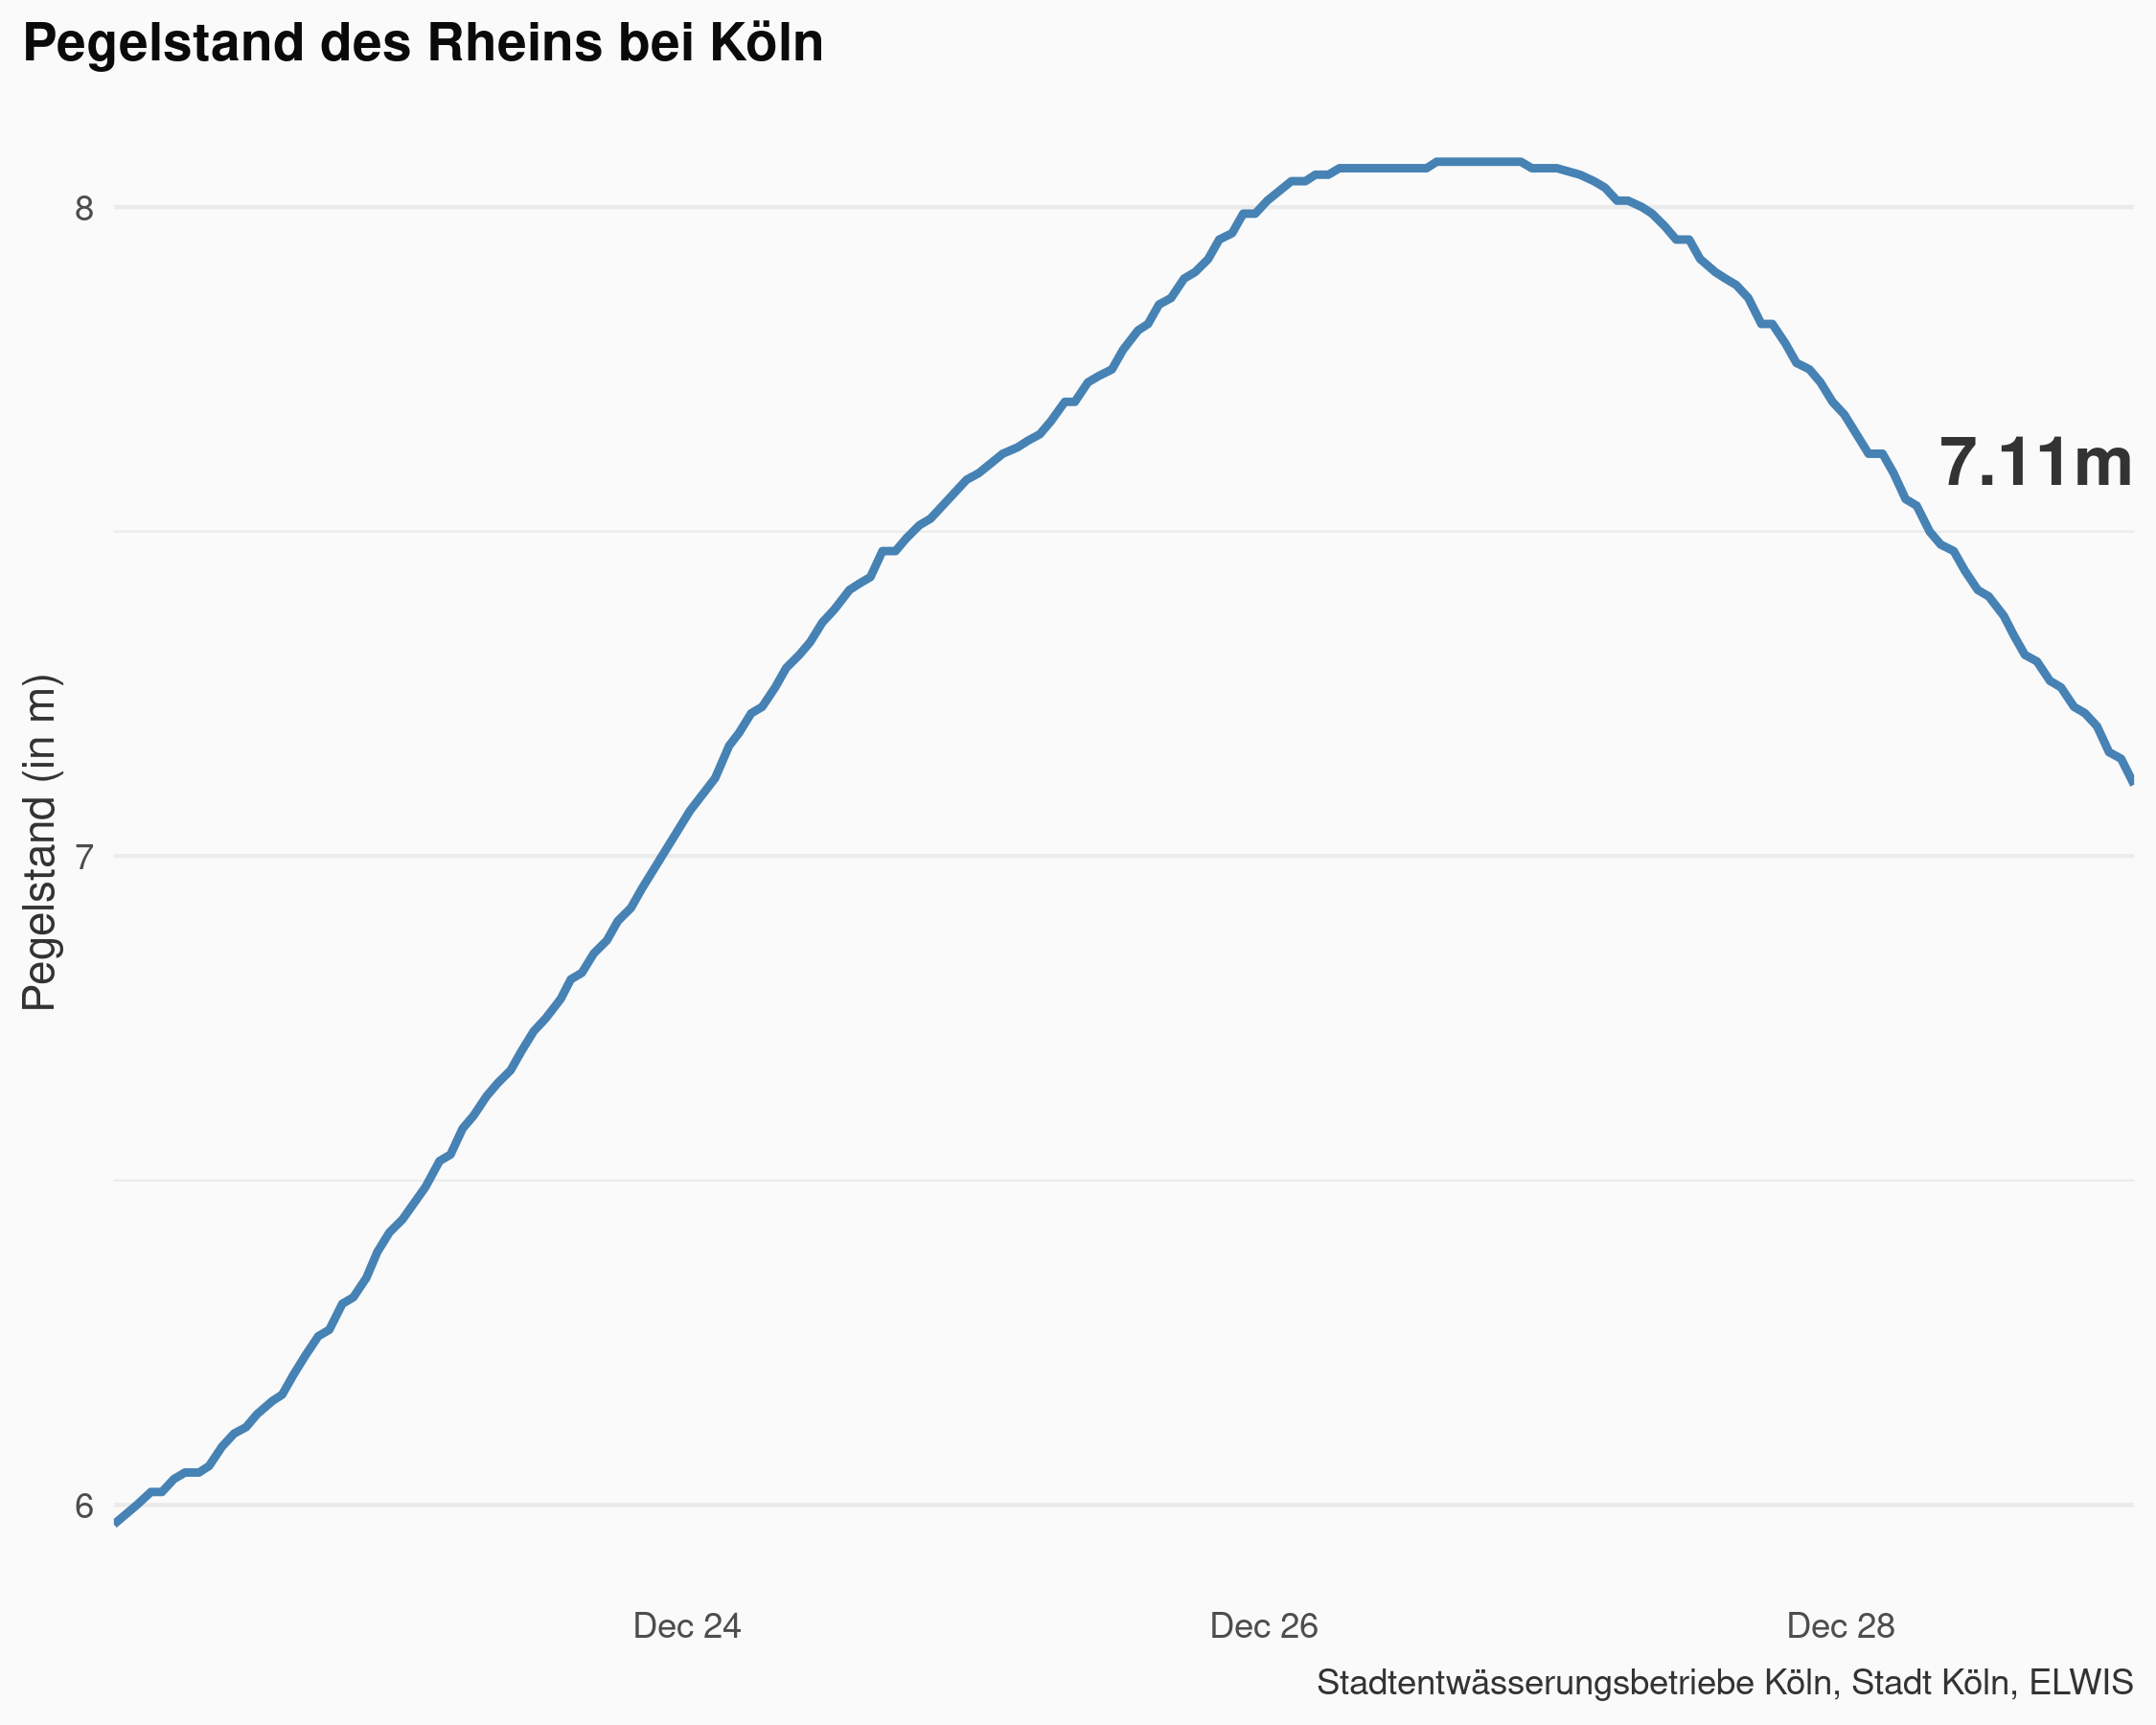 Pegelstand des Rheins bei Köln
Pegelstand (in m)
8
7
6
7.11m
Dec 24
Dec 26
Dec 28
Stadtentwässerungsbetriebe Köln, Stadt Köln, ELWIS